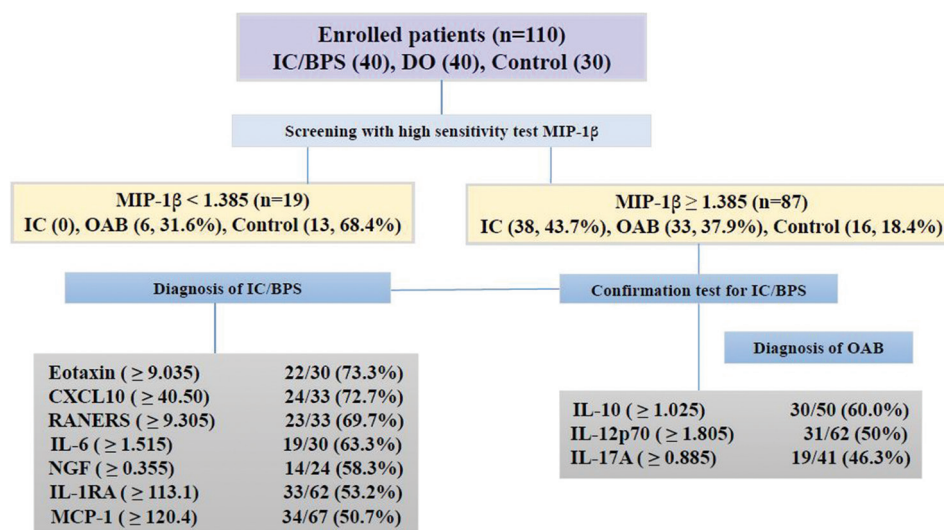 Enrolled patients (n=110)
IC/BPS (40), DO (40), Control (30)
Screening with high sensitivity test MIP-1β
MIP-1β < 1.385 (n=19)
IC (0), OAB (6, 31.6%), Control (13, 68.4%)
MIP-1β ≥ 1.385 (n=87)
IC (38, 43.7%), OAB (33, 37.9%), Control (16, 18.4%)
Diagnosis of IC/BPS
Confirmation test for IC/BPS
Diagnosis of OAB
Eotaxin ( ≥ 9.035) 22/30 (73.3%)
CXCL10 ( ≥ 40.50) 24/33 (72.7%)
RANERS ( ≥ 9.305) 23/33 (69.7%)
IL-6 ( ≥ 1.515) 19/30 (63.3%)
NGF ( ≥ 0.355) 14/24 (58.3%)
IL-1RA ( ≥ 113.1) 33/62 (53.2%)
MCP-1 ( ≥ 120.4) 34/67 (50.7%)
IL-10 ( ≥ 1.025) 30/50 (60.0%)
IL-12p70 ( ≥ 1.805) 31/62 (50%)
IL-17A ( ≥ 0.885) 19/41 (46.3%)